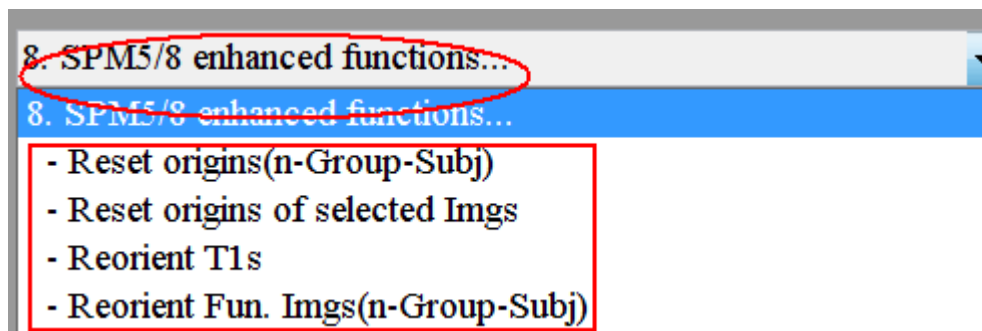 8. SPM5/8 enhanced functions...
8. SPM5/8 enhanced functions...
- Reset origins(n-Group-Subj)
- Reset origins of selected Imgs
- Reorient T1s
- Reorient Fun. Imgs(n-Group-Subj)